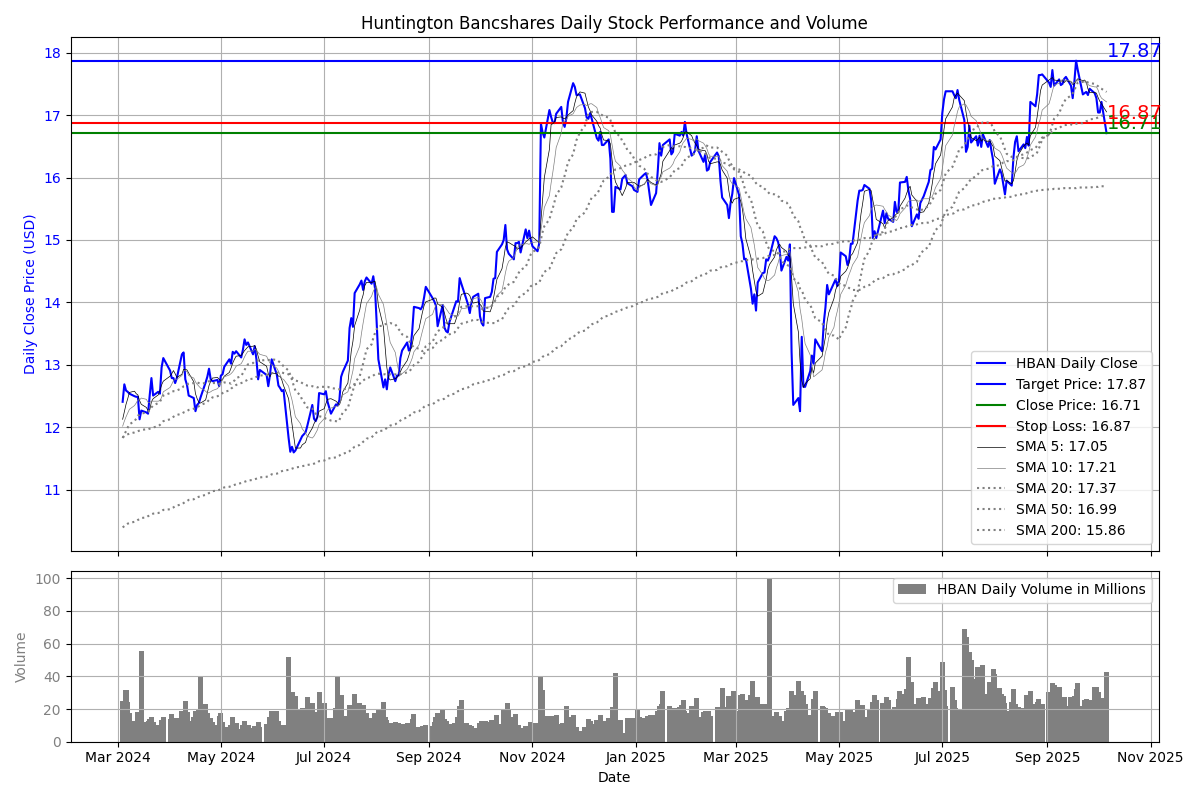 Huntington Bancshares Daily Stock Performance and Volume
Daily Close Price (USD)
18
17
16
15
14
13
12
11
17.87
16.87
16.71
HBAN Daily Close
Target Price: 17.87
Close Price: 16.71
Stop Loss: 16.87
SMA 5: 17.05
SMA 10: 17.21
SMA 20: 17.37
SMA 50: 16.99
SMA 200: 15.86
Volume
100
80
60
40
20
0
HBAN Daily Volume in Millions
Mar 2024 May 2024 Jul 2024 Sep 2024 Nov 2024 Jan 2025 Mar 2025 May 2025 Jul 2025 Sep 2025 Nov 2025
Date